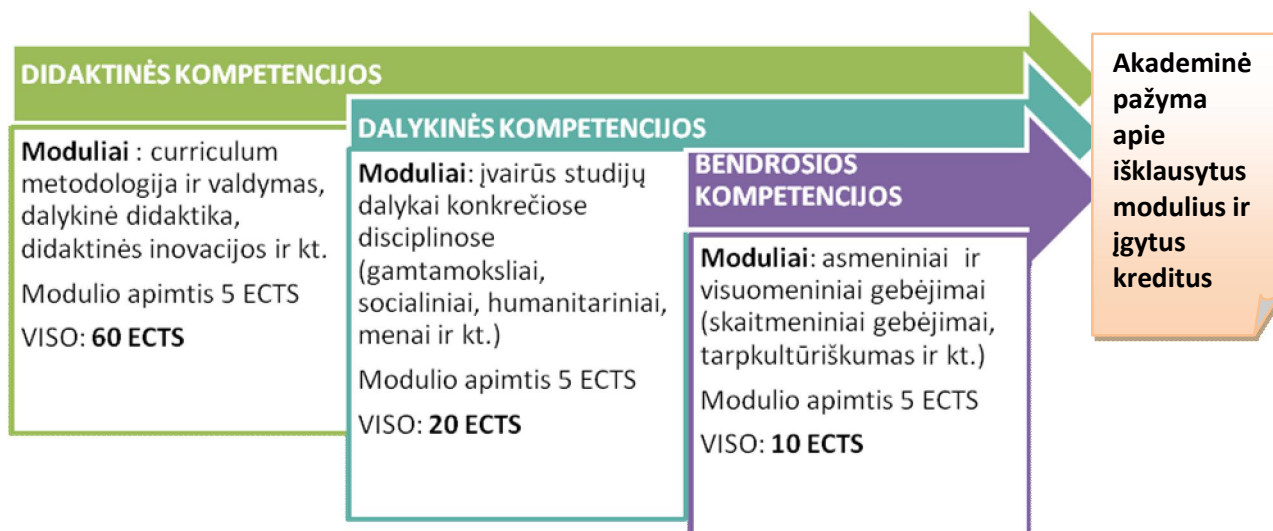 DIDAKTINĖS KOMPETENCIJOS
Moduliai : curriculum
metodologija ir valdymas,
dalykinė didaktika,
didaktinės inovacijos ir kt.
Modulio apimtis 5 ECTS
VISO: 60 ECTS
DALYKINĖS KOMPETENCIJOS
Moduliai: įvairūs studijų
dalykai konkrečiose
disciplinose
(gamtamoksliai,
socialiniai, humanitariniai,
menai ir kt.)
Modulio apimtis 5 ECTS
VISO: 20 ECTS
BENDROSIOS
KOMPETENCIJOS
Moduliai: asmeniniai ir
visuomeniniai gebėjimai
(skaitmeniniai gebėjimai,
tarpkultūriškumas ir kt.)
Modulio apimtis 5 ECTS
VISO: 10 ECTS
Akademinė
pažyma
apie
išklausytus
modulius ir
įgytus
kreditus